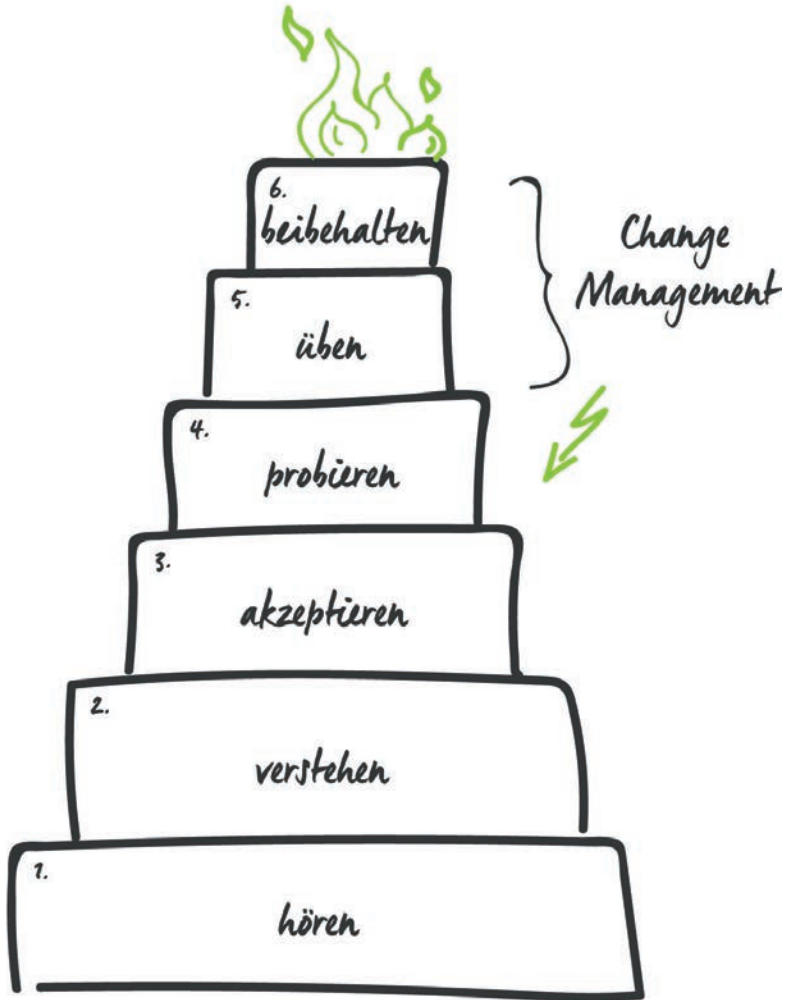 6.
beibehalten
Change
Management
5.
üben
4.
probieren
3.
akzeptieren
2.
verstehen
1.
hören